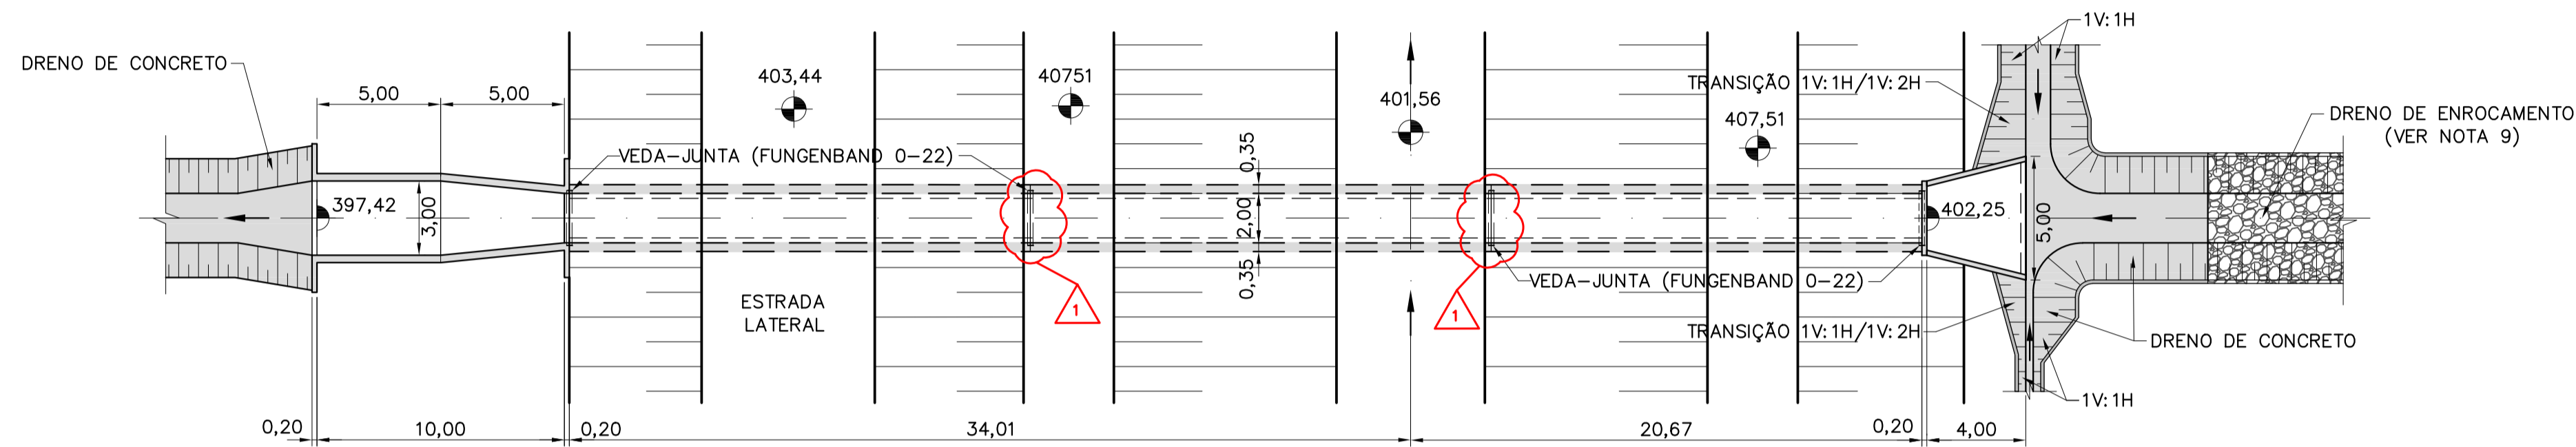 1V:1H
DRENO DE CONCRETO
403,44
40751
401,56
TRANSIÇÃO 1V:1H/1V:2H
5,00
5,00
407,51
DRENO DE ENROCAMENTO
(VER NOTA 9)
VEDA-JUNTA (FUNGENBAND O-22)
0,35
397,42
3,00
2,00
402,25
5,00
0,35
VEDA-JUNTA (FUNGENBAND O-22)
ESTRADA
LATERAL
1
1
TRANSIÇÃO 1V:1H/1V:2H
DRENO DE CONCRETO
1V:1H
0,20
10,00
0,20
34,01
20,67
0,20
4,00